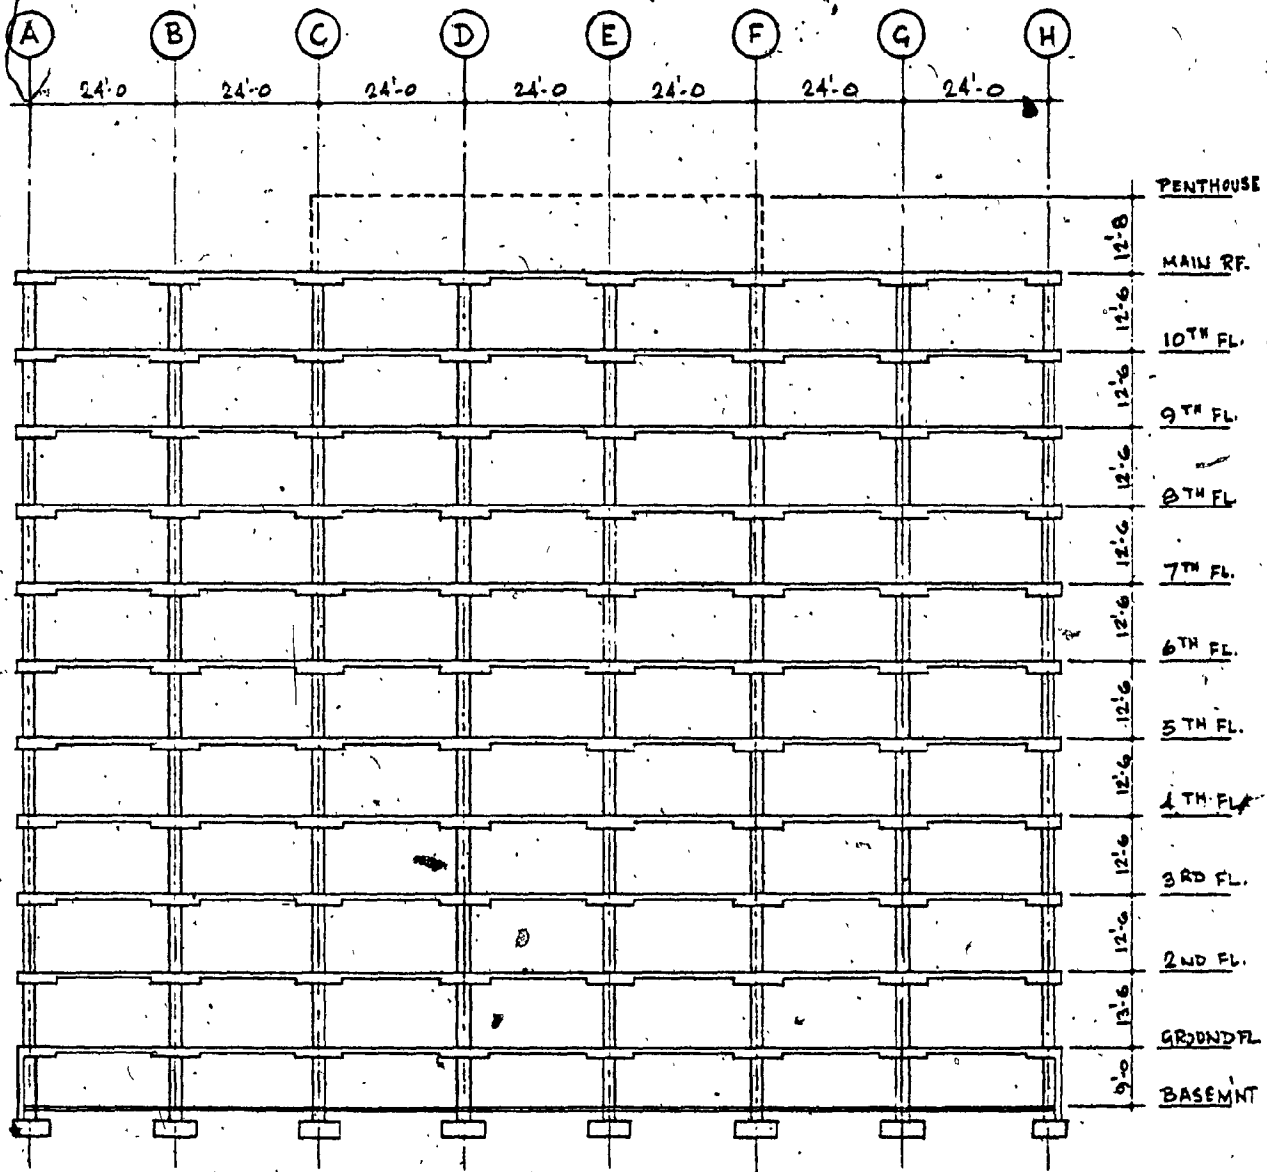 A B C D E F G H
24'-0 24'-0 24'-0 24'-0 24'-0 24'-0 24'-0
PENTHOUSE
12'-8
MAIN RF.
12'-6
10TH FL.
12'-6
9TH FL.
12'-6
8TH FL
12'-6
7TH FL.
12'-6
6TH FL.
12'-6
5TH FL.
12'-6
4TH FL
12'-6
3RD FL.
12'-6
2ND FL.
13'-6
GROUND FL
9'-0
BASEMNT